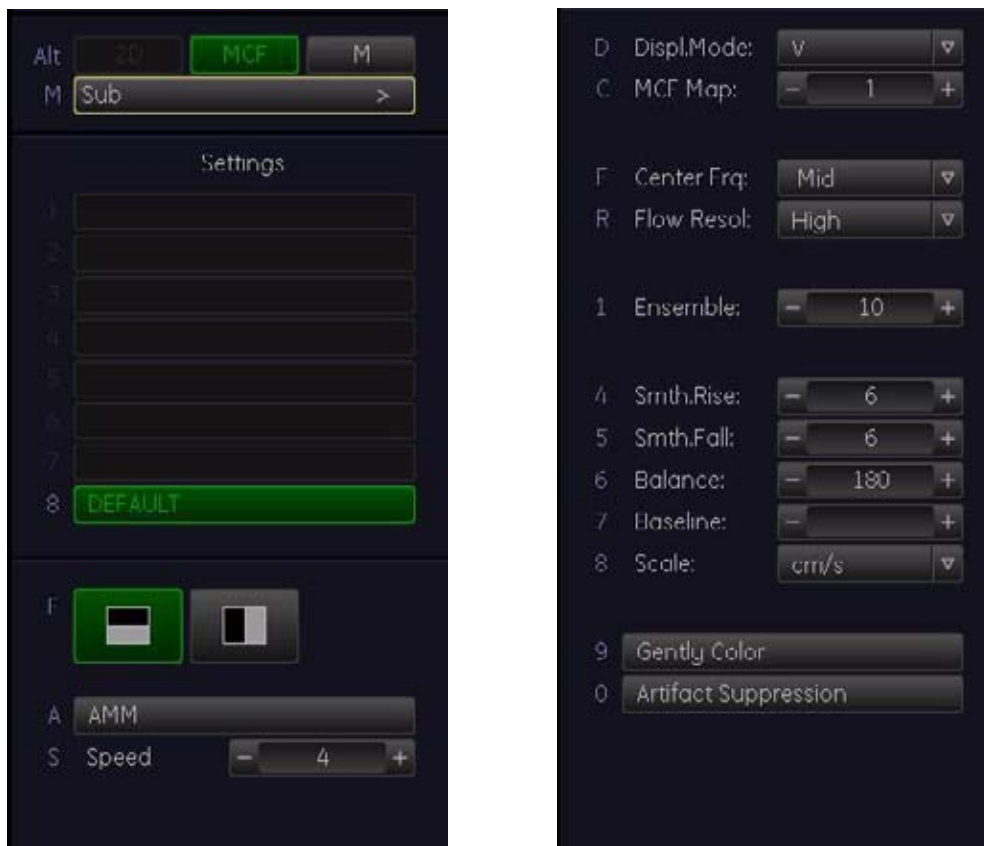 Alt 2D MCF M
M Sub >
Settings
1
2
3
4
5
6
7
8 DEFAULT
F
A AMM
S Speed − 4 +
D Displ.Mode: V
C MCF Map: − 1 +
F Center Frq: Mid
R Flow Resol: High
1 Ensemble: − 10 +
4 Smth.Rise: − 6 +
5 Smth.Fall: − 6 +
6 Balance: − 180 +
7 Baseline: − +
8 Scale: cm/s
9 Gently Color
0 Artifact Suppression